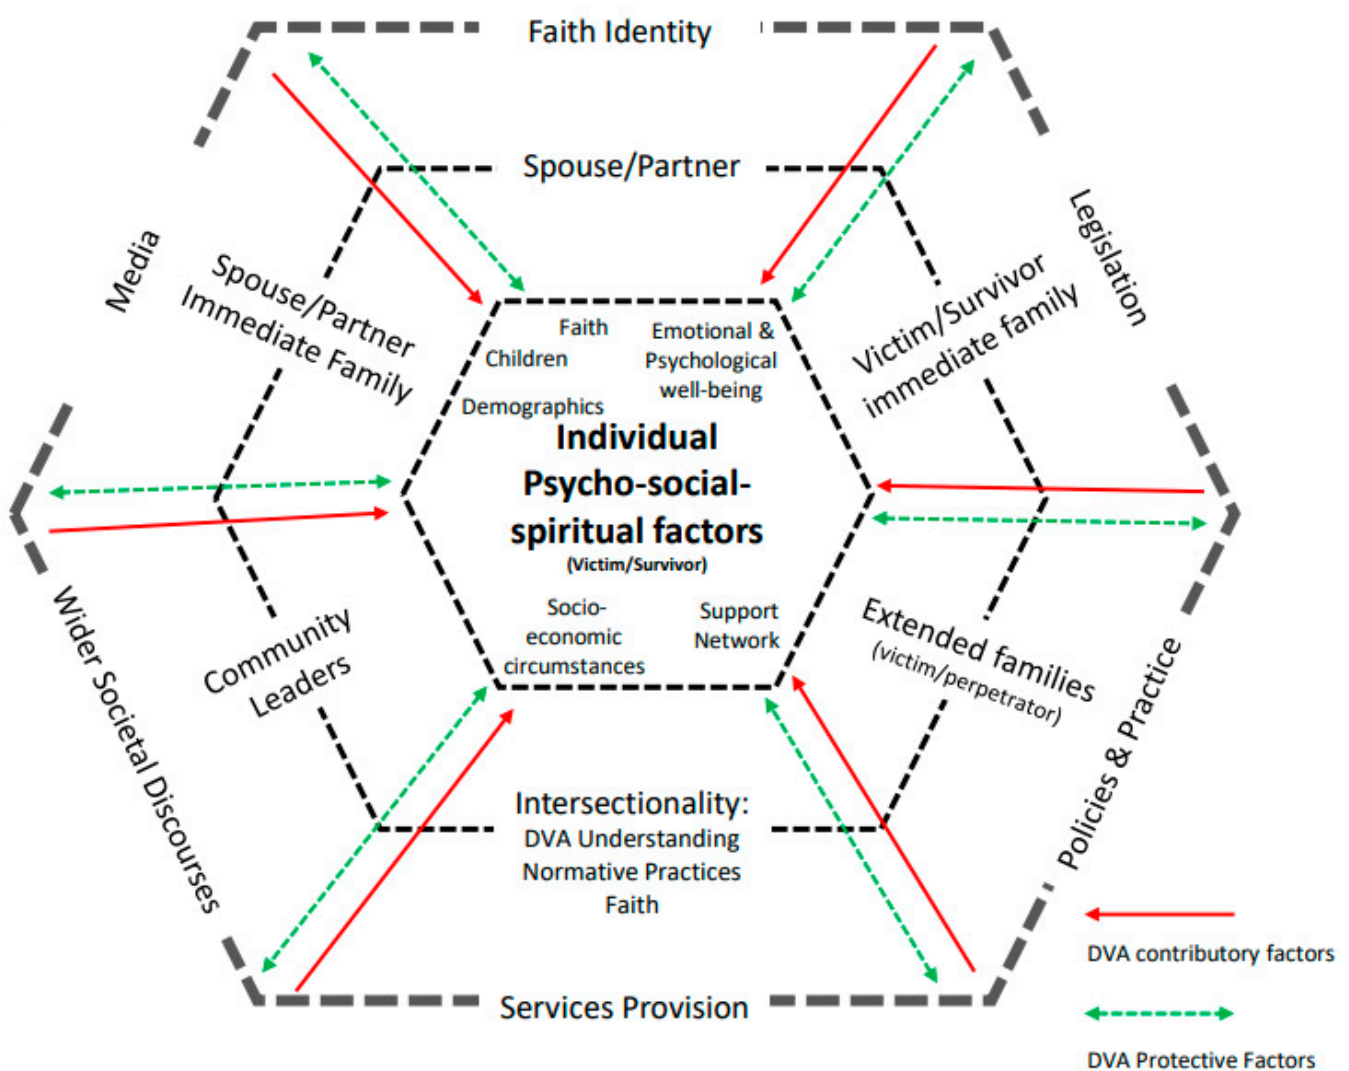 Faith Identity
Spouse/Partner
Media
Legislation
Spouse/Partner
Immediate Family
Victim/Survivor
immediate family
Faith
Children
Demographics
Emotional &
Psychological
well-being
Individual
Psycho-social-
spiritual factors
(Victim/Survivor)
Socio-
economic
circumstances
Support
Network
Community
Leaders
Extended families
(victim/perpetrator)
Wider Societal Discourses
Policies & Practice
Intersectionality:
DVA Understanding
Normative Practices
Faith
Services Provision
DVA contributory factors
DVA Protective Factors